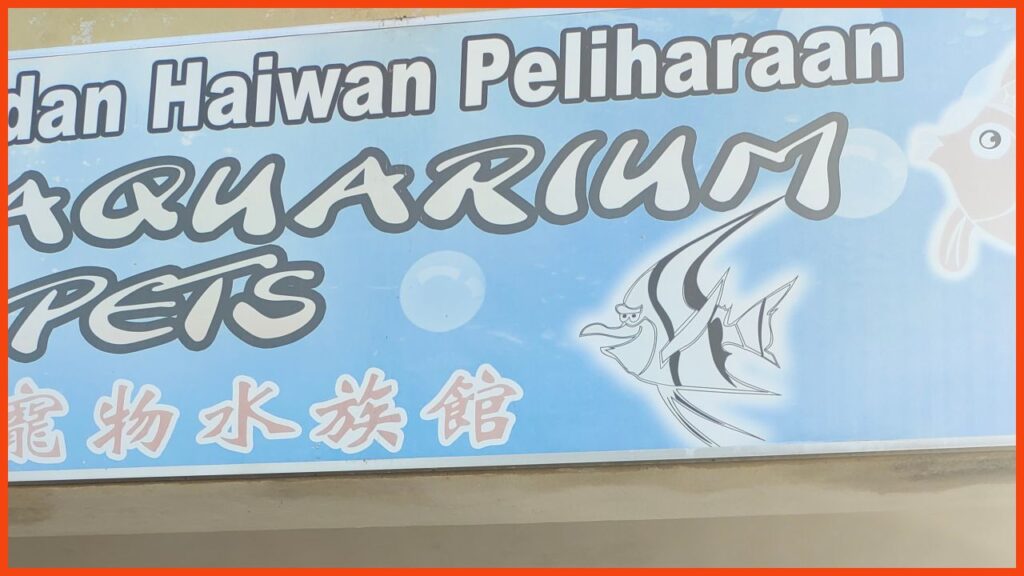 dan Haiwan Peliharaan
AQUARIUM
PETS
寵物水族館